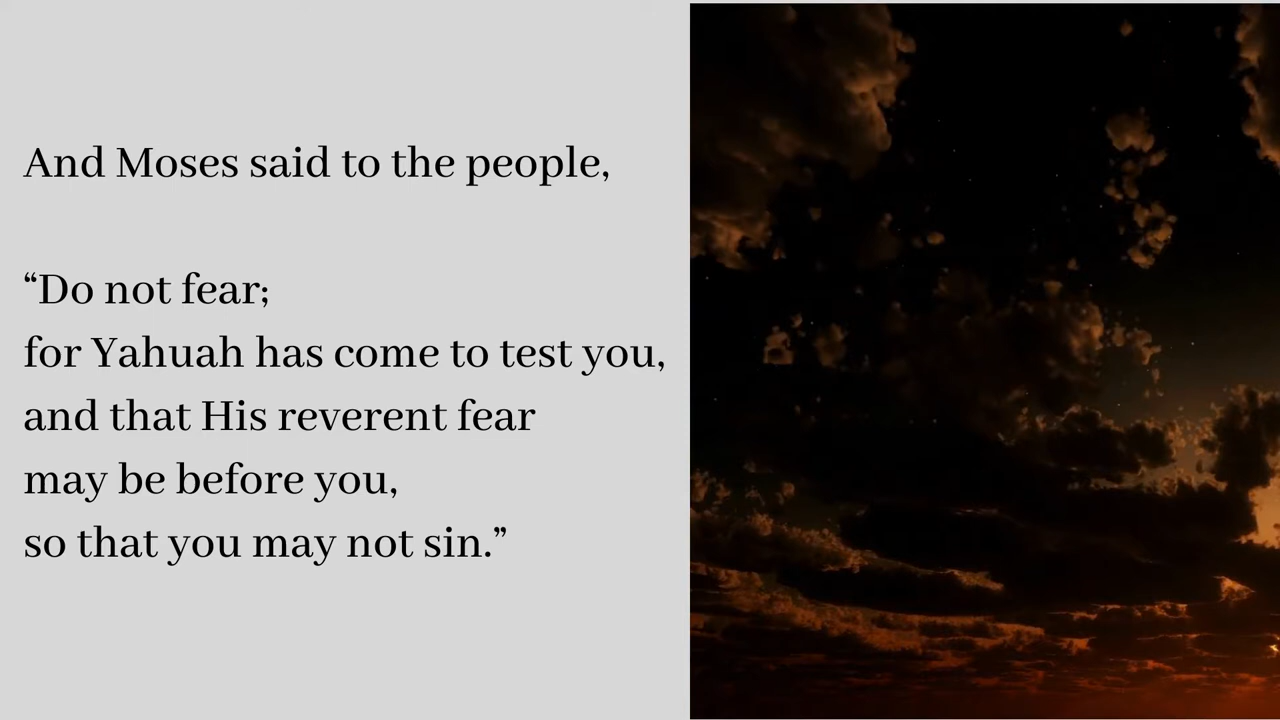 And Moses said to the people,
“Do not fear;
for Yahuah has come to test you,
and that His reverent fear
may be before you,
so that you may not sin.”